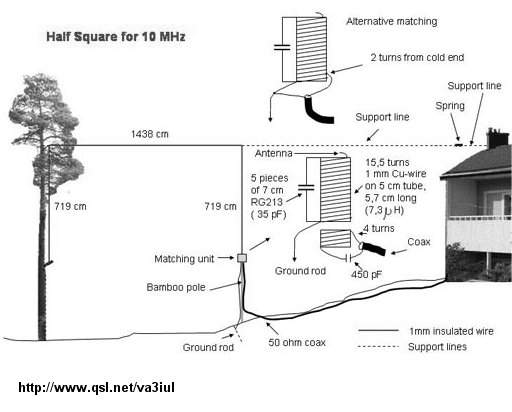 Half Square for 10 MHz
Alternative matching
2 turns from cold end
Support line
Spring
1438 cm
Support line
Antenna
5 pieces
of 7 cm
RG213
( 35 pF)
15,5 turns
1 mm Cu-wire
on 5 cm tube,
5,7 cm long
(7,3 μH)
719 cm
719 cm
4 turns
Coax
Matching unit
Ground rod
450 pF
Bamboo pole
Ground rod
50 ohm coax
1mm insulated wire
Support lines
http://www.qsl.net/va3iul